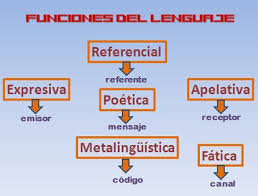 FUNCIONES DEL LENGUAJE
Referencial
referente
Expresiva
Poética
Apelativa
emisor
mensaje
receptor
Metalingüística
Fática
código
canal